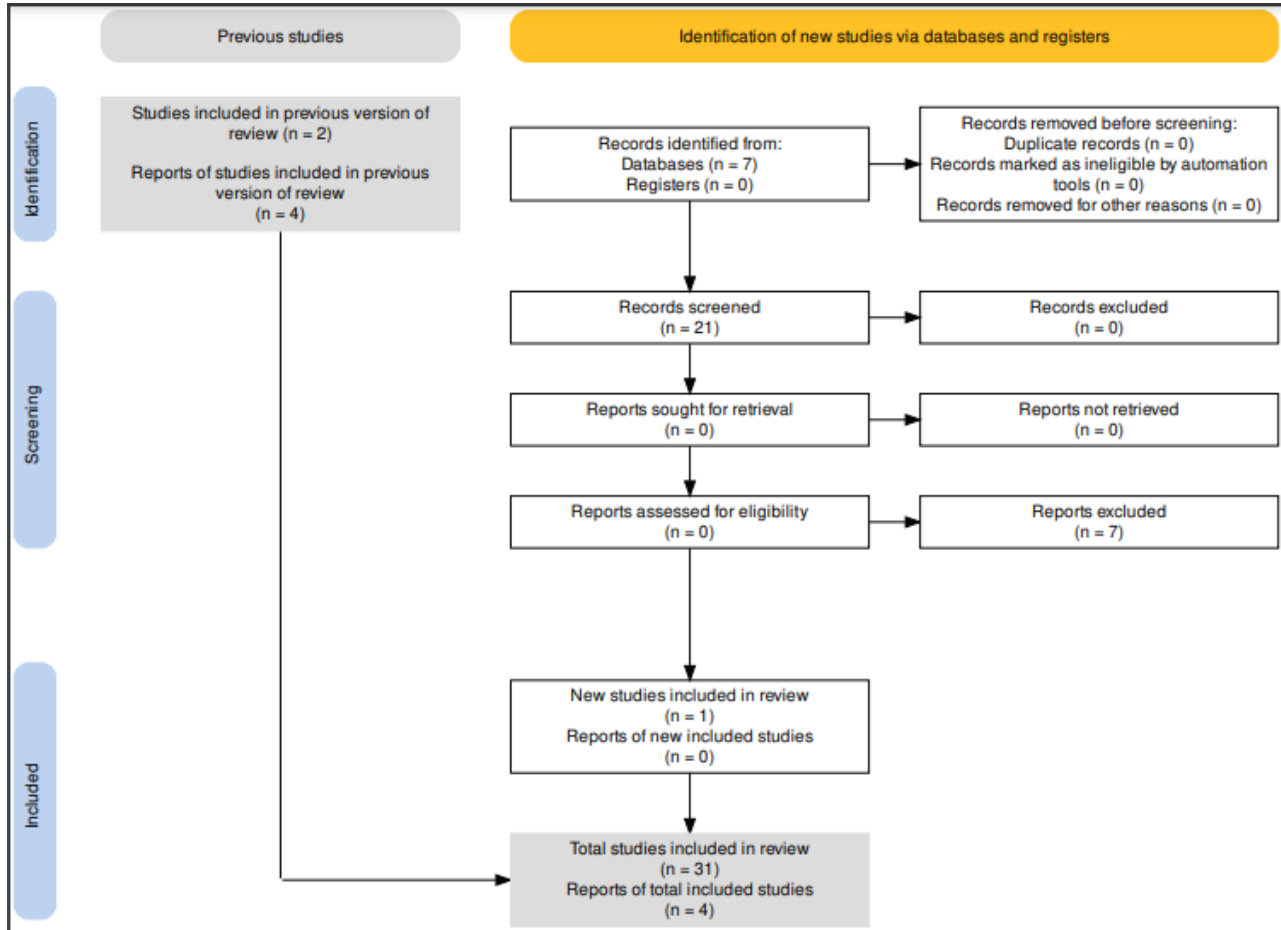 Previous studies
Identification of new studies via databases and registers
Identification
Studies included in previous version of
review (n = 2)
Reports of studies included in previous
version of review
(n = 4)
Records identified from:
Databases (n = 7)
Registers (n = 0)
Records removed before screening:
Duplicate records (n = 0)
Records marked as ineligible by automation
tools (n = 0)
Records removed for other reasons (n = 0)
Screening
Records screened
(n = 21)
Records excluded
(n = 0)
Reports sought for retrieval
(n = 0)
Reports not retrieved
(n = 0)
Reports assessed for eligibility
(n = 0)
Reports excluded
(n = 7)
Included
New studies included in review
(n = 1)
Reports of new included studies
(n = 0)
Total studies included in review
(n = 31)
Reports of total included studies
(n = 4)